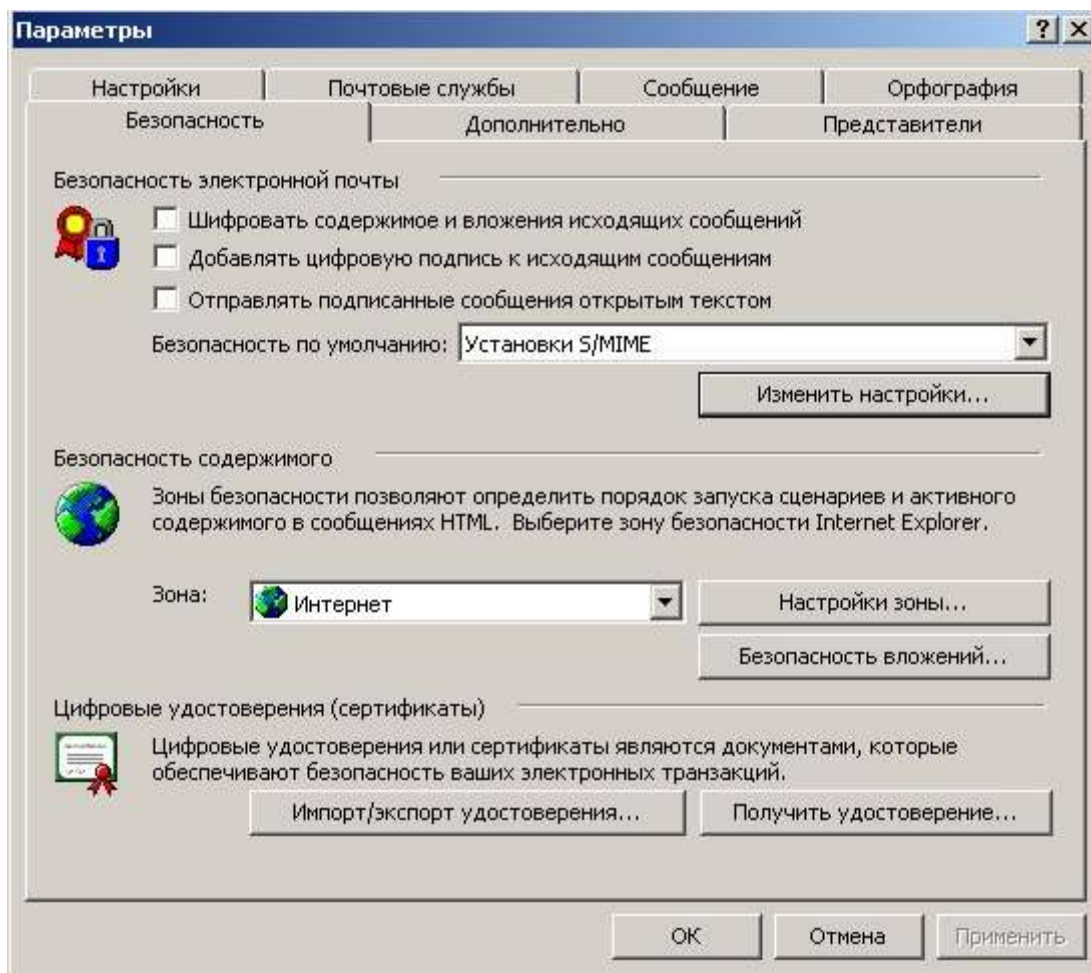 Параметры
Настройки
Почтовые службы
Сообщение
Орфография
Безопасность
Дополнительно
Представители
Безопасность электронной почты
Шифровать содержимое и вложения исходящих сообщений
Добавлять цифровую подпись к исходящим сообщениям
Отправлять подписанные сообщения открытым текстом
Безопасность по умолчанию: Установки S/MIME
Изменить настройки...
Безопасность содержимого
Зоны безопасности позволяют определить порядок запуска сценариев и активного
содержимого в сообщениях HTML. Выберите зону безопасности Internet Explorer.
Зона: Интернет
Настройки зоны...
Безопасность вложений...
Цифровые удостоверения (сертификаты)
Цифровые удостоверения или сертификаты являются документами, которые
обеспечивают безопасность ваших электронных транзакций.
Импорт/экспорт удостоверения...
Получить удостоверение...
ОК
Отмена
Применить